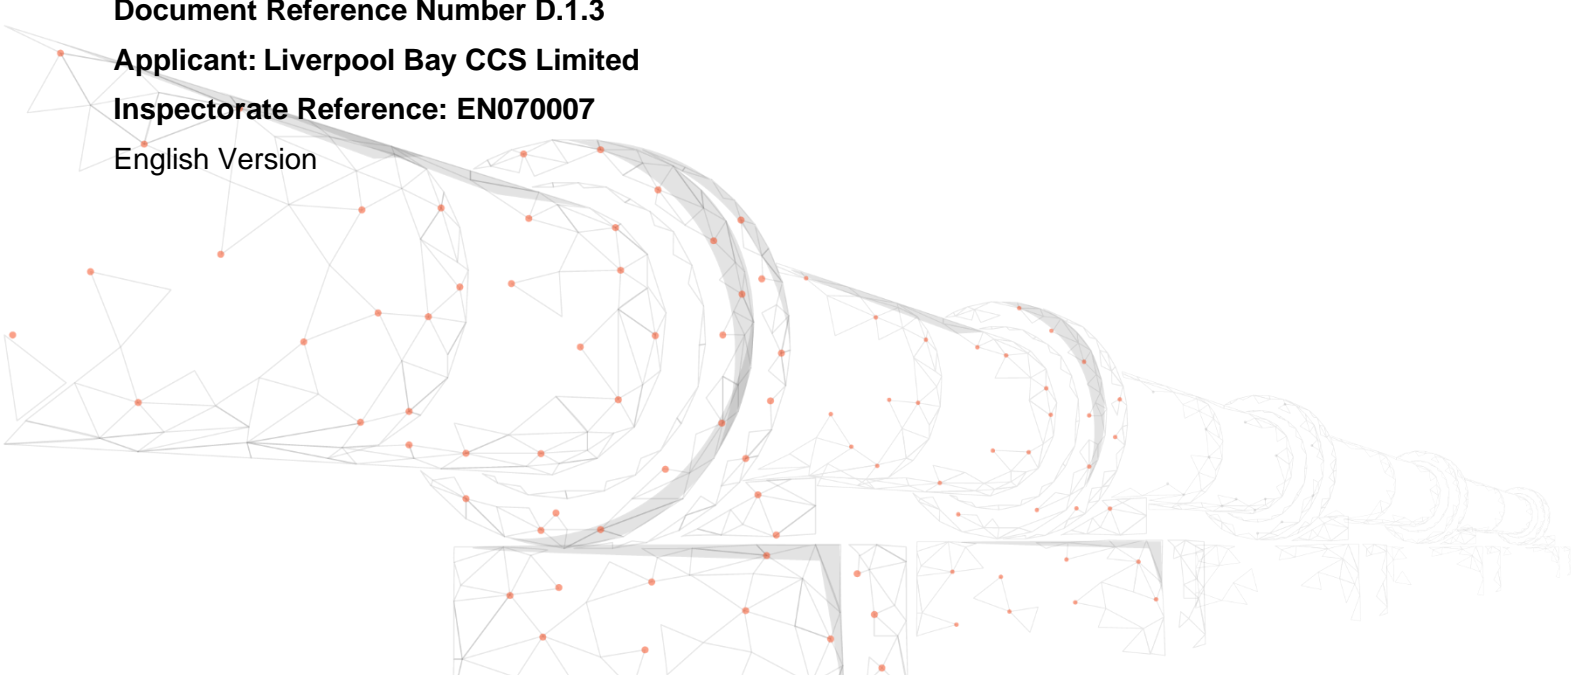 Document Reference Number D.1.3
Applicant: Liverpool Bay CCS Limited
Inspectorate Reference: EN070007
English Version